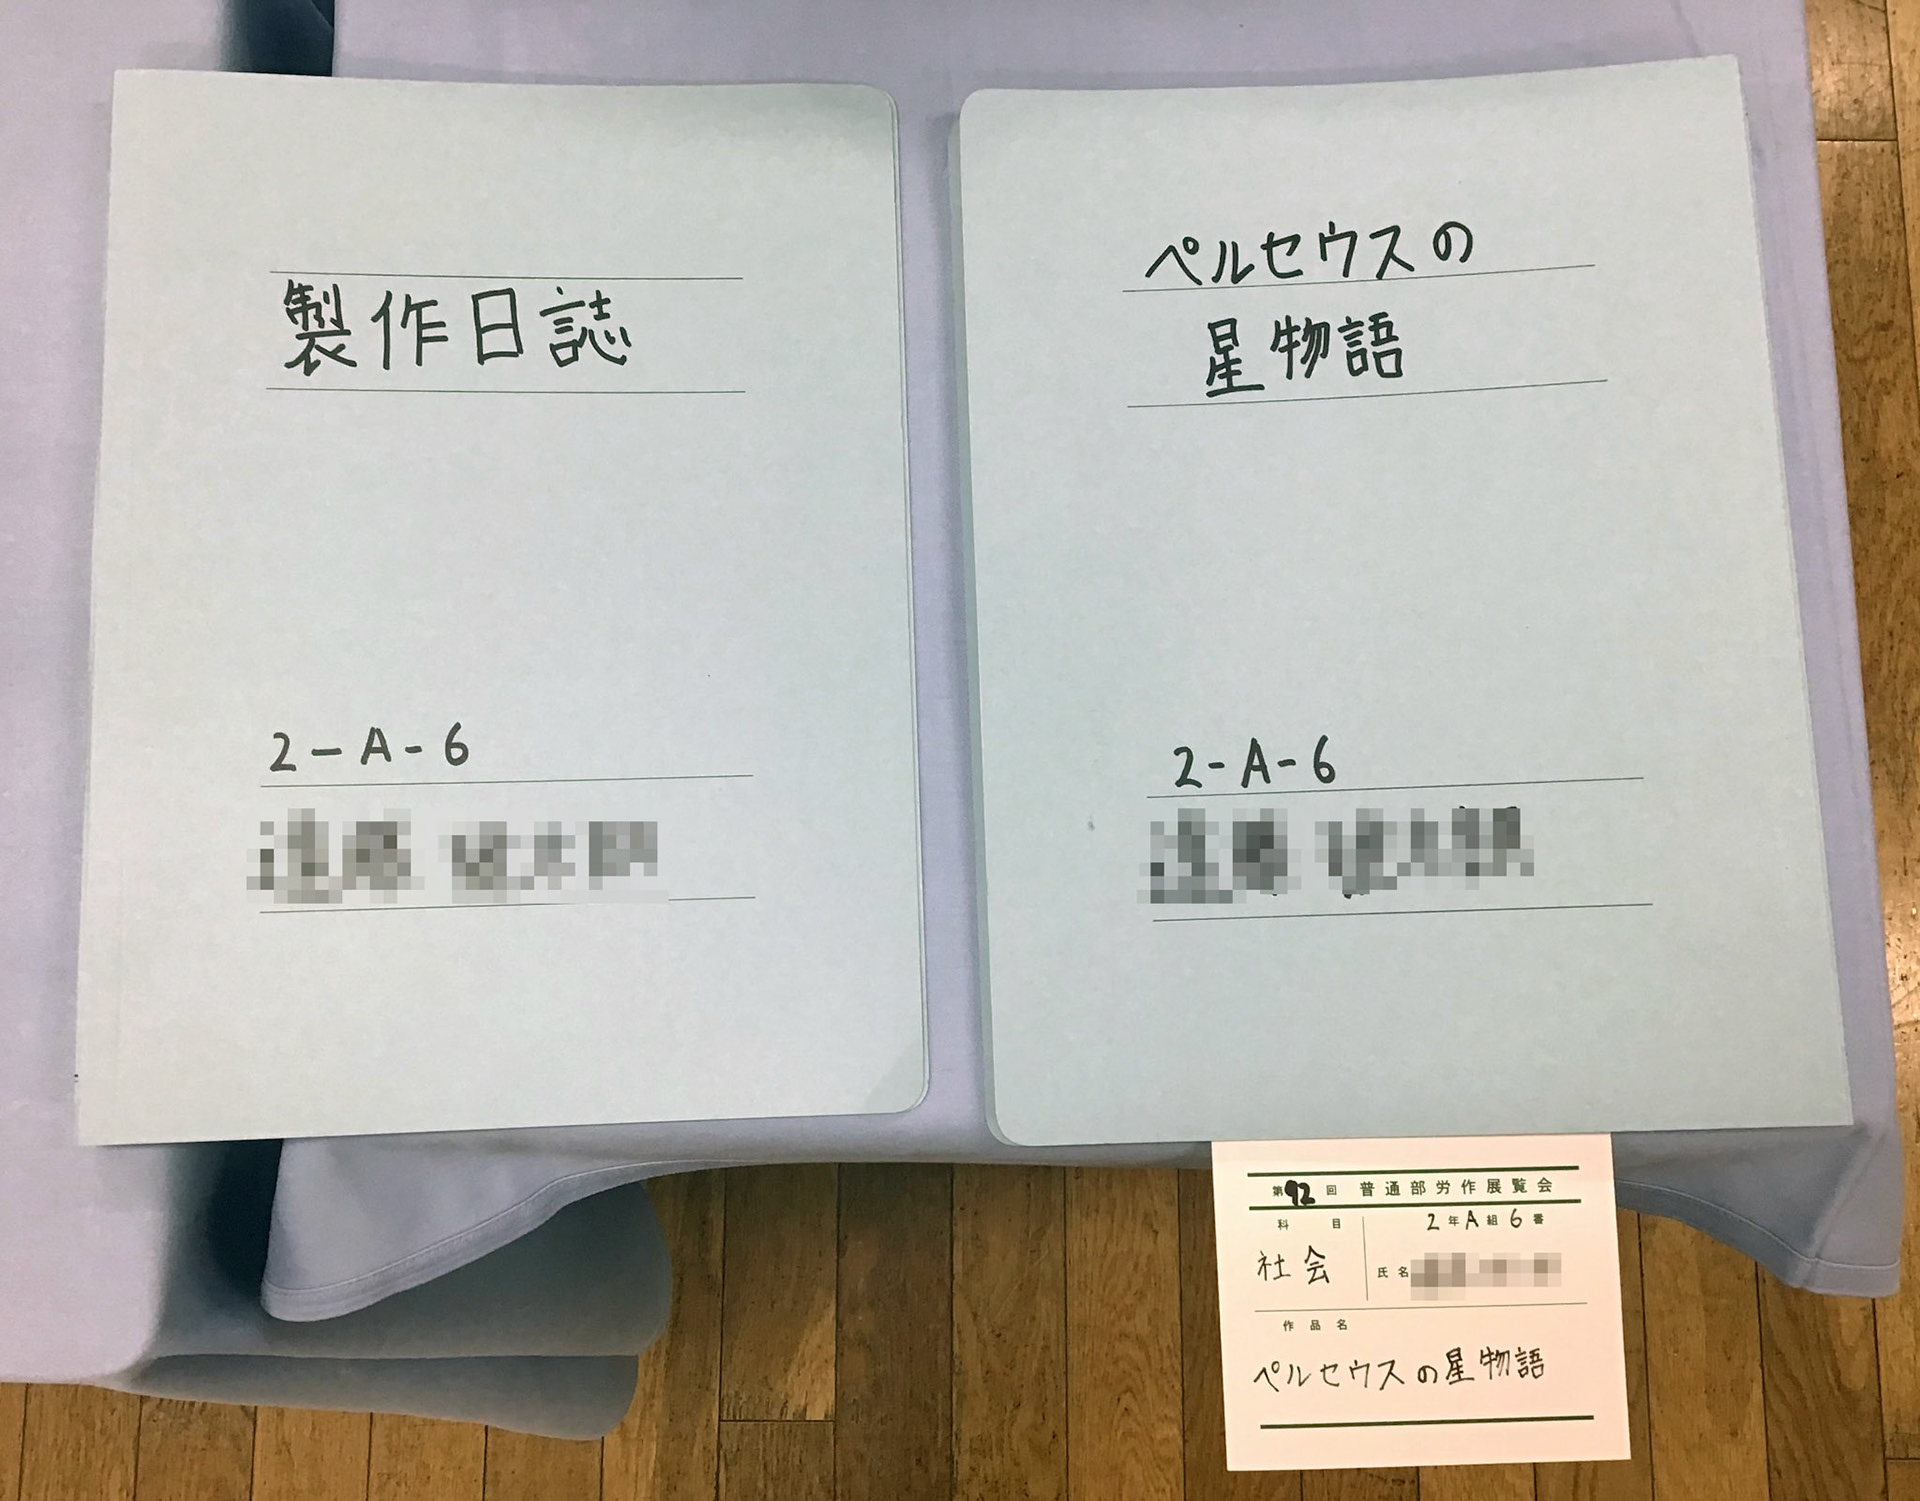 製作日誌
2-A-6
ペルセウスの
星物語
2-A-6
第92回 普通部労作展覧会
科目
2年A組6番
社会
氏名
作品名
ペルセウスの星物語